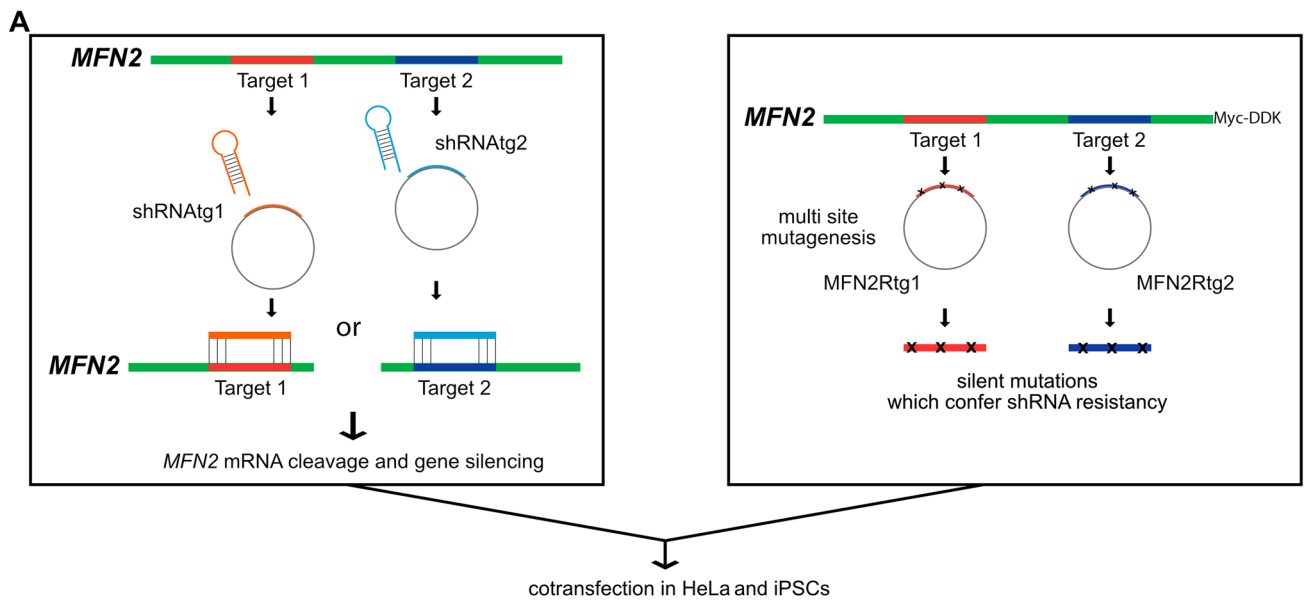 A
MFN2
Target 1
Target 2
shRNAtg1
shRNAtg2
or
MFN2
Target 1
Target 2
MFN2 mRNA cleavage and gene silencing
MFN2
Myc-DDK
Target 1
Target 2
x x x
x x x
multi site
mutagenesis
MFN2Rtg1
MFN2Rtg2
x x x
x x x
silent mutations
which confer shRNA resistancy
cotransfection in HeLa and iPSCs